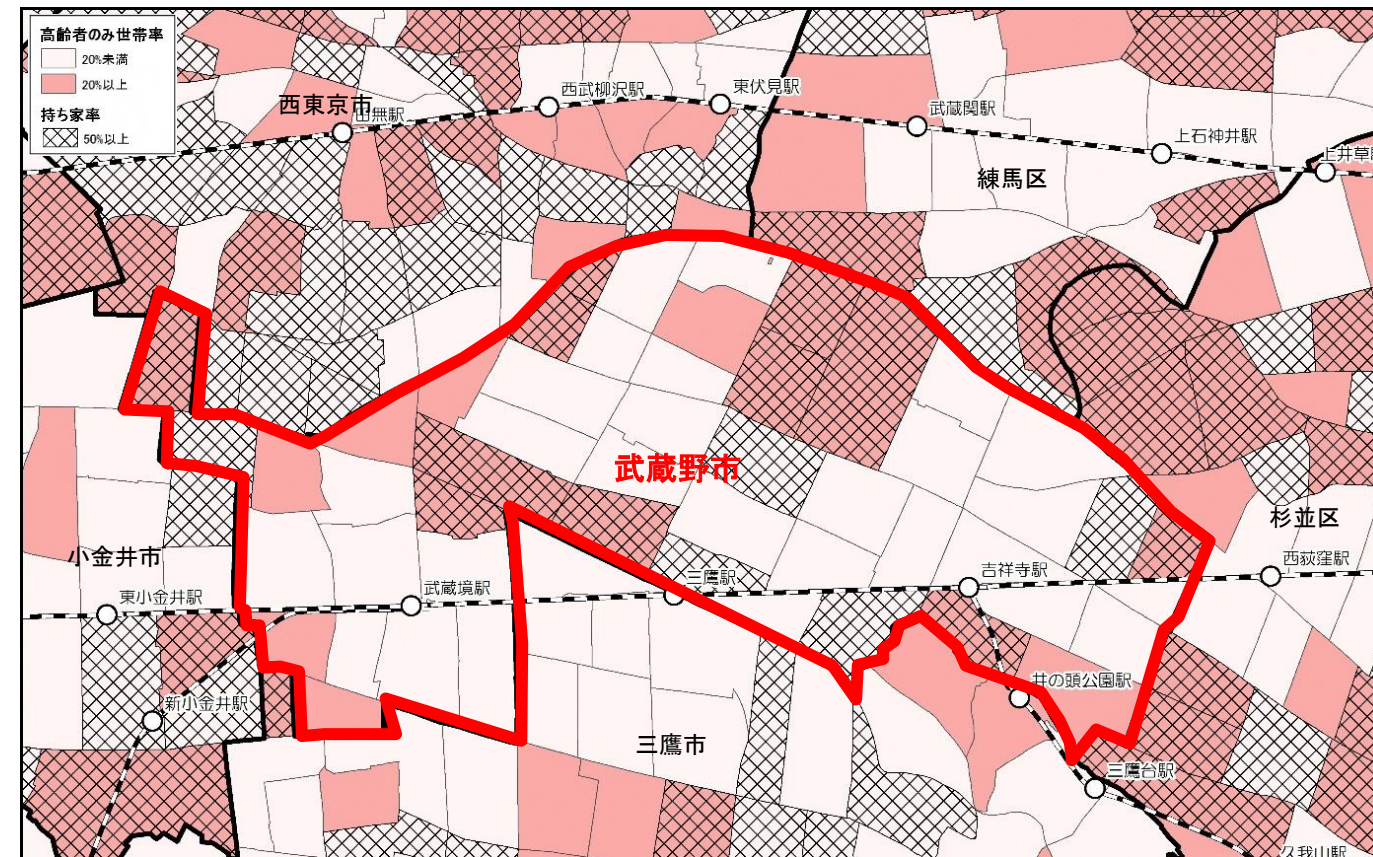 高齢者のみ世帯率
20%未満
20%以上
持ち家率
50%以上
西東京市
田無駅
西武柳沢駅
東伏見駅
武蔵関駅
上石神井駅
上井草駅
練馬区
武蔵野市
杉並区
小金井市
東小金井駅
武蔵境駅
三鷹駅
吉祥寺駅
西荻窪駅
新小金井駅
井の頭公園駅
三鷹市
三鷹台駅
久我山駅